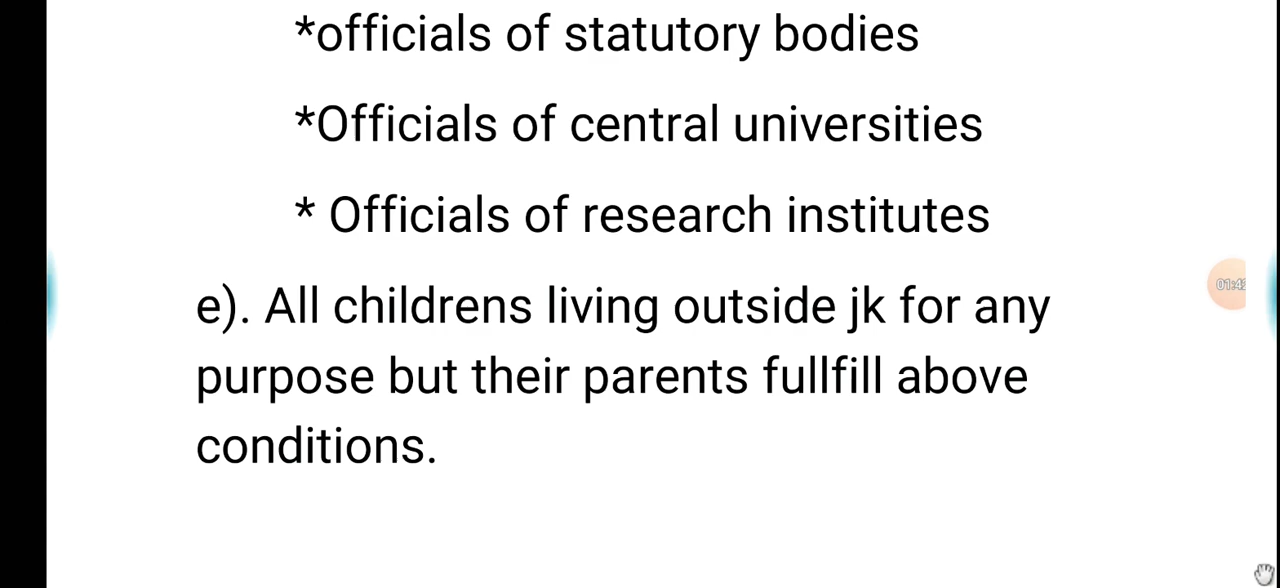 *officials of statutory bodies
*Officials of central universities
* Officials of research institutes
e). All childrens living outside jk for any
purpose but their parents fullfill above
conditions.